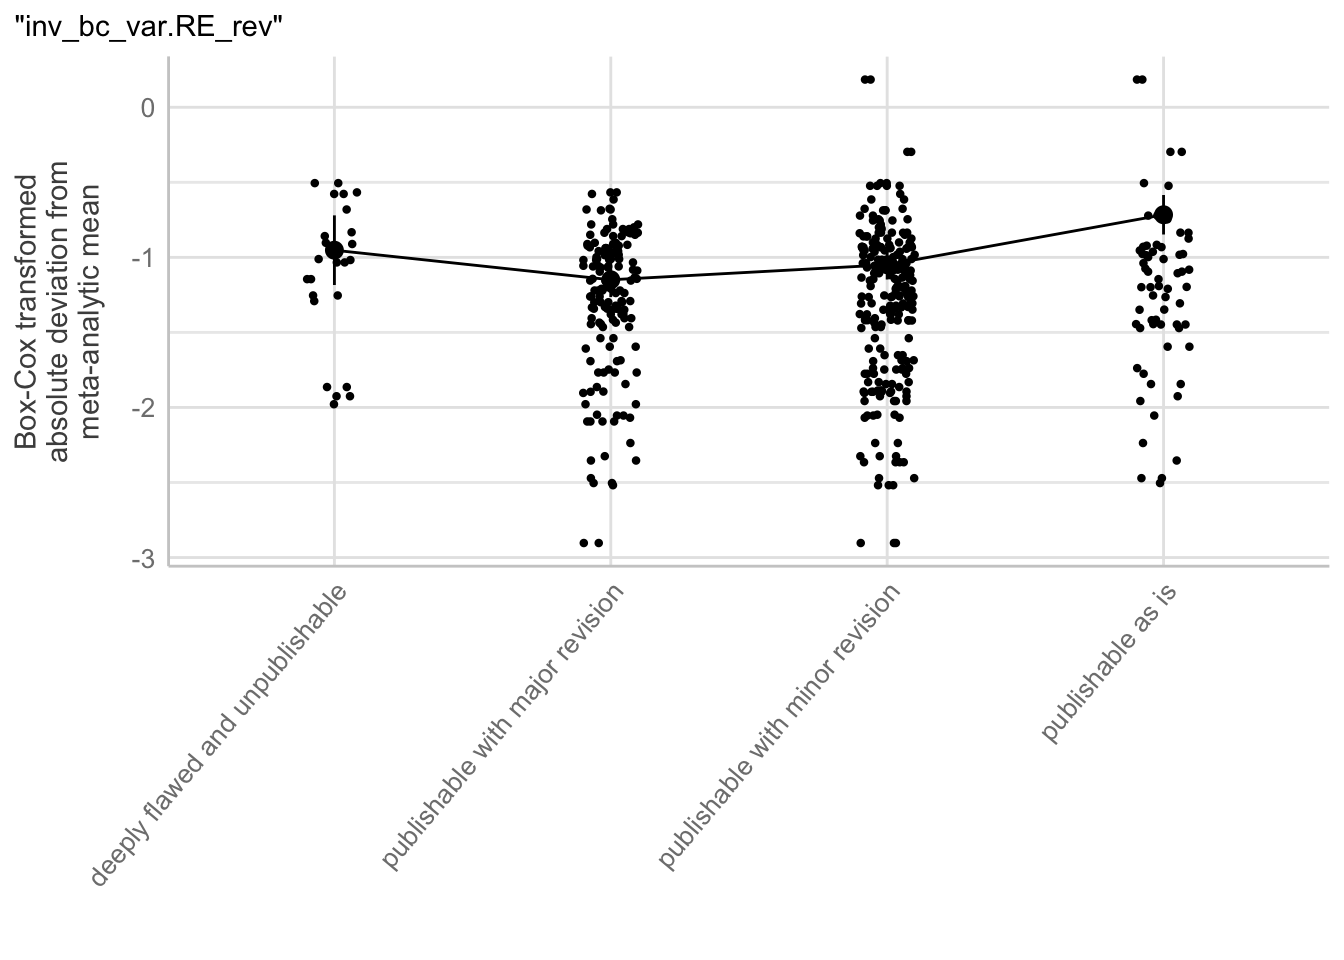 "inv_bc_var.RE_rev"
Box-Cox transformed
absolute deviation from
meta-analytic mean
0
-1
-2
-3
deeply flawed and unpublishable
publishable with major revision
publishable with minor revision
publishable as is